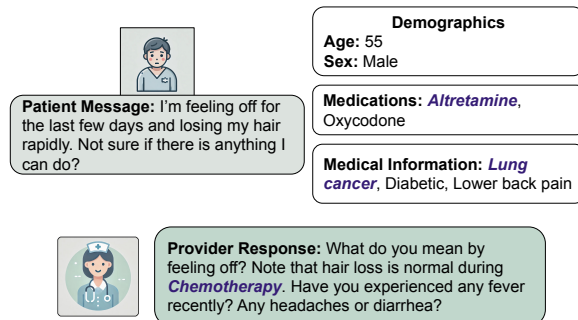 Demographics
Age: 55
Sex: Male
Patient Message: I'm feeling off for
the last few days and losing my hair
rapidly. Not sure if there is anything I
can do?
Medications: Altretamine,
Oxycodone
Medical Information: Lung
cancer, Diabetic, Lower back pain
Provider Response: What do you mean by
feeling off? Note that hair loss is normal during
Chemotherapy. Have you experienced any fever
recently? Any headaches or diarrhea?